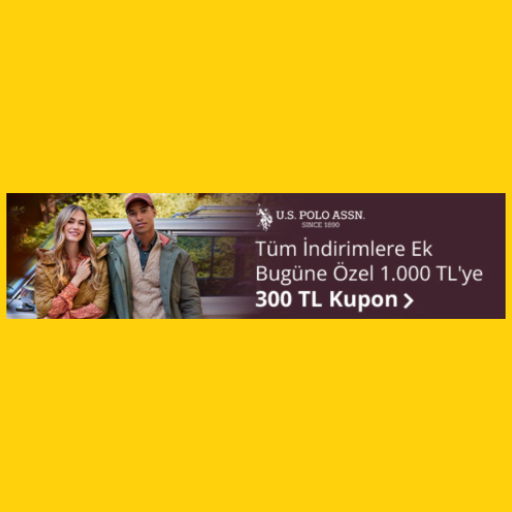 U.S. POLO ASSN.
SINCE 1890
Tüm İndirimlere Ek
Bugüne Özel 1.000 TL'ye
300 TL Kupon